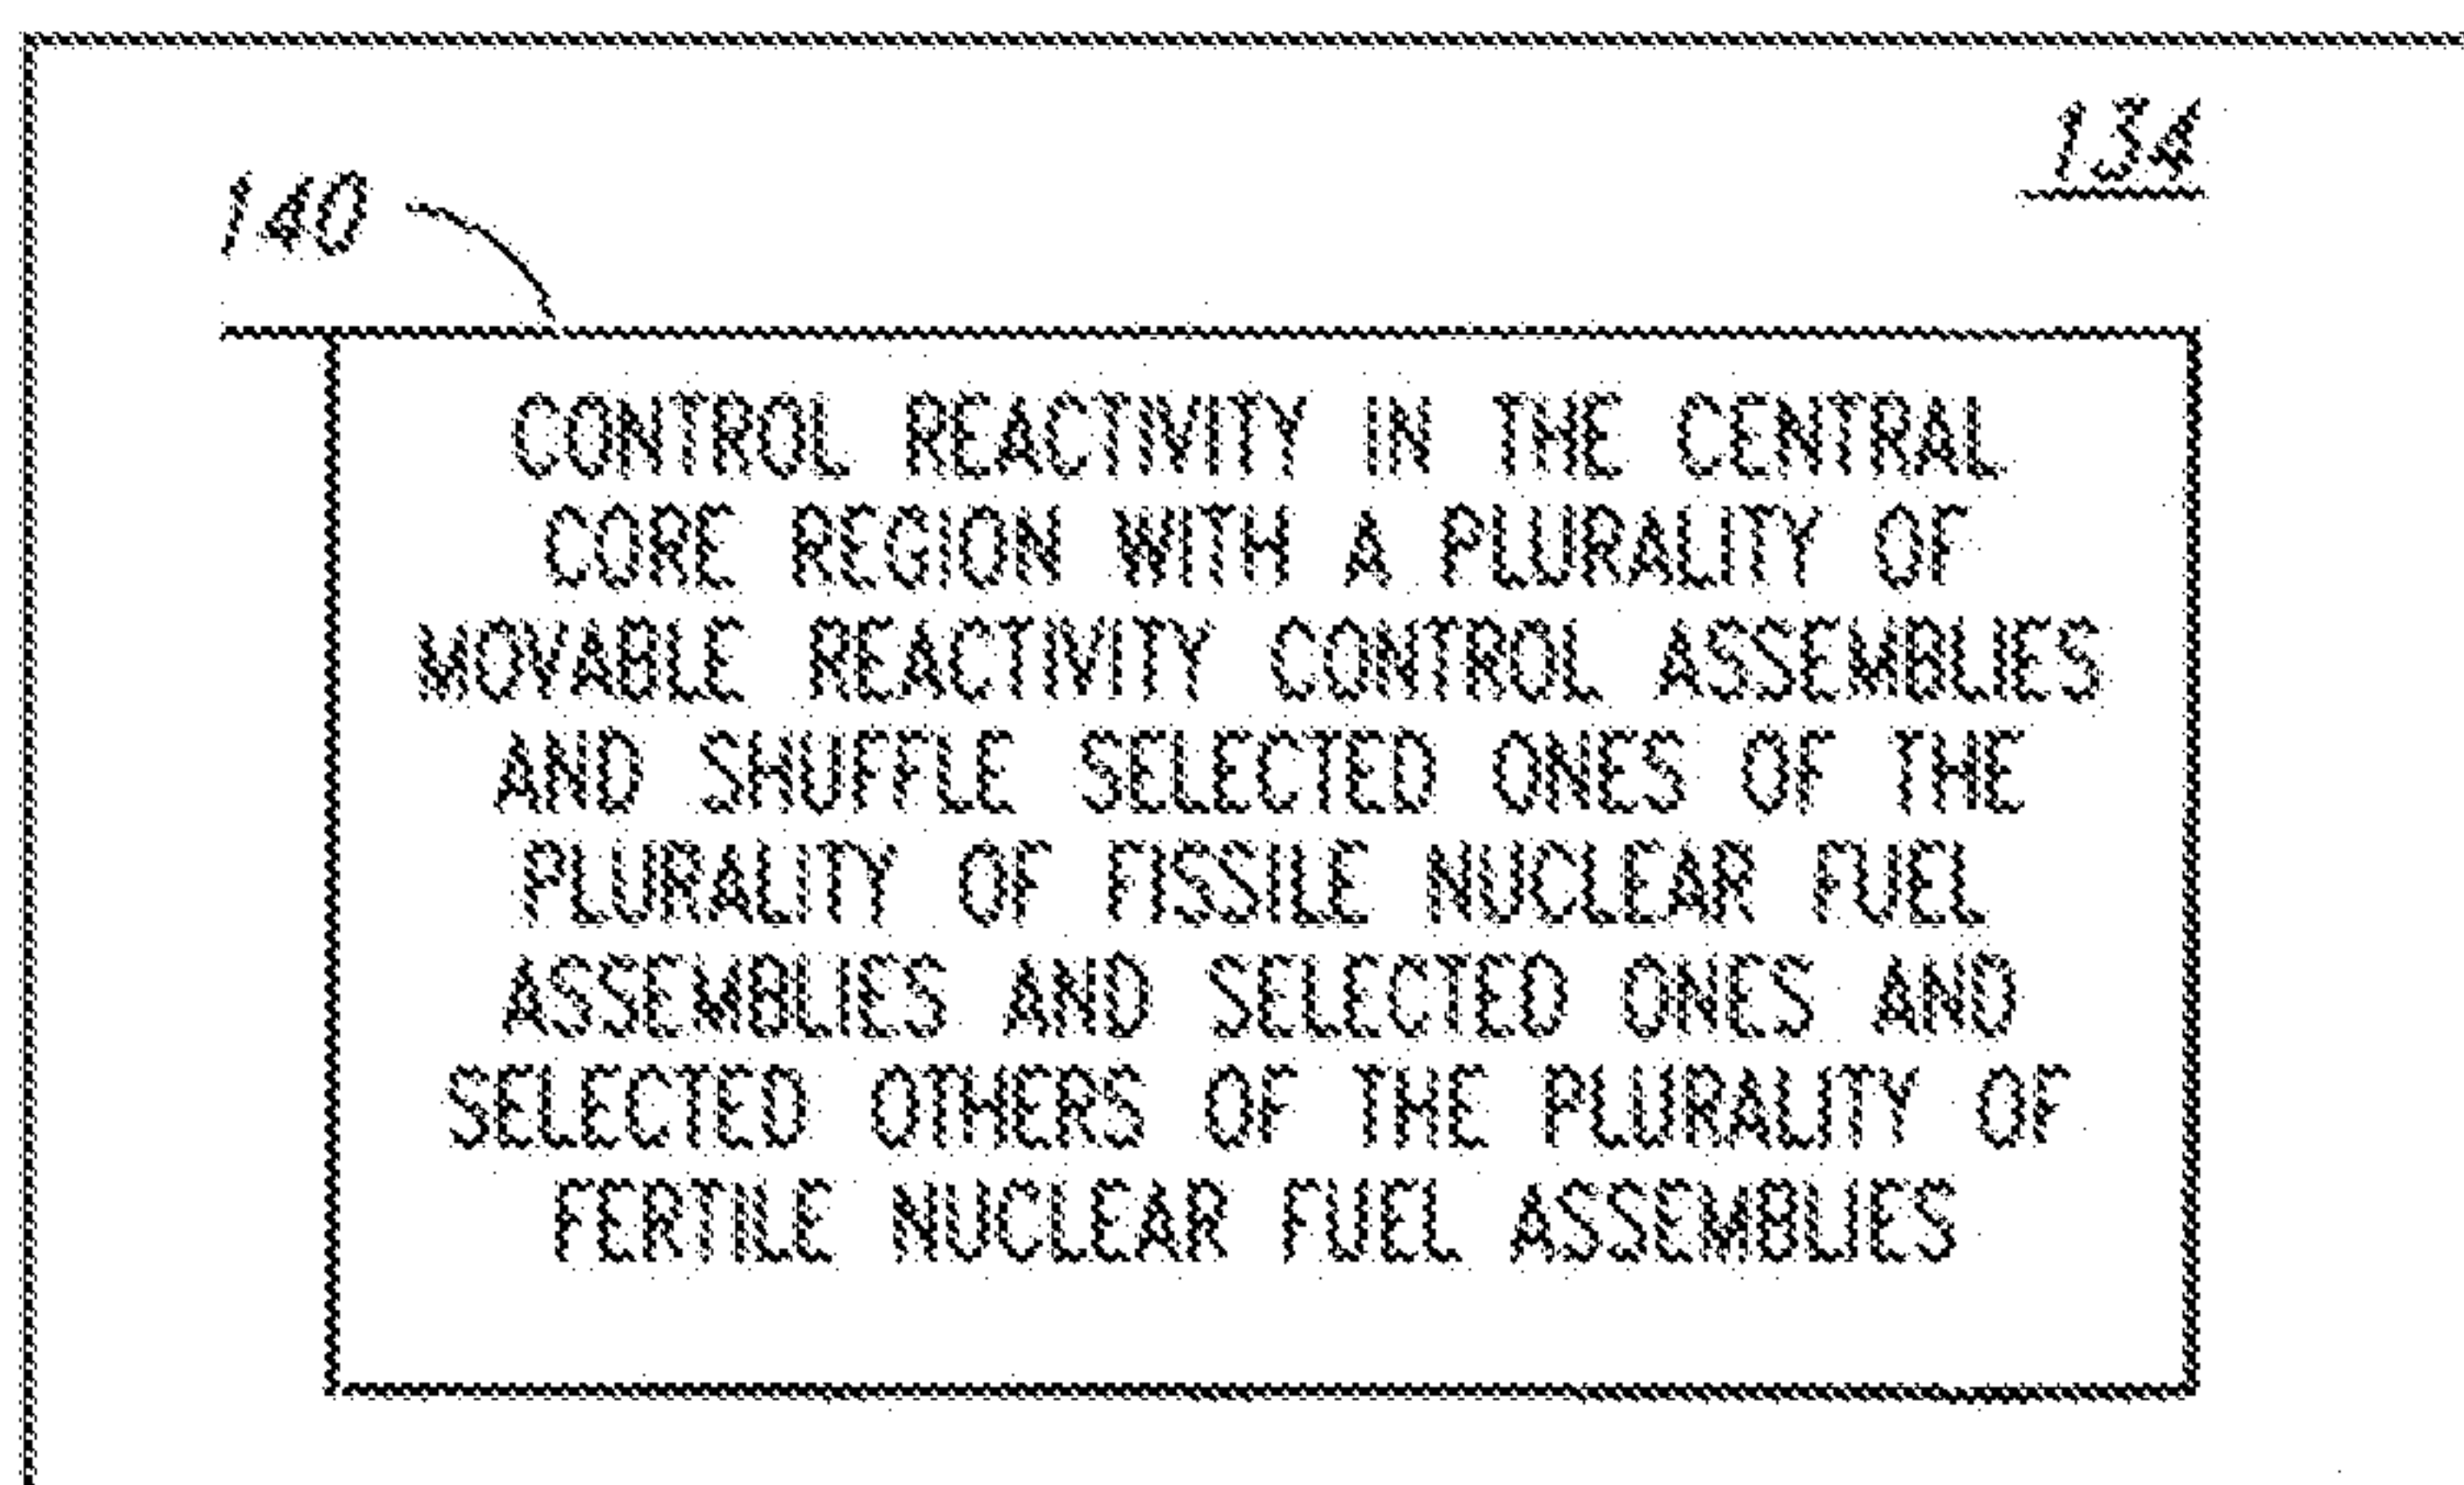 134
140
CONTROL REACTIVITY IN THE CENTRAL
CORE REGION WITH A PLURALITY OF
MOVABLE REACTIVITY CONTROL ASSEMBLIES
AND SHUFFLE SELECTED ONES OF THE
PLURALITY OF FISSILE NUCLEAR FUEL
ASSEMBLIES AND SELECTED ONES AND
SELECTED OTHERS OF THE PLURALITY OF
FERTILE NUCLEAR FUEL ASSEMBLIES